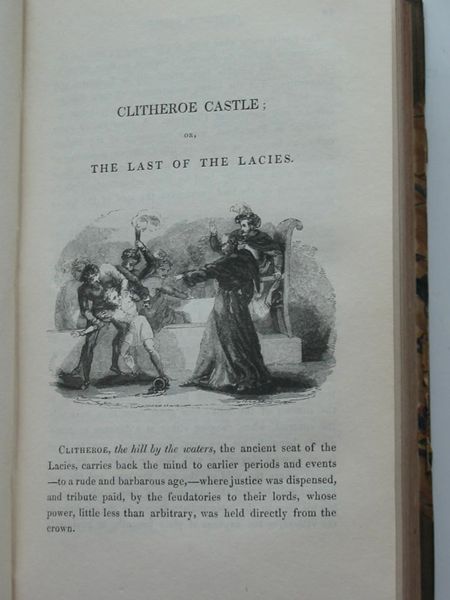 CLITHEROE CASTLE;
OR,
THE LAST OF THE LACIES.
CLITHEROE, the hill by the waters, the ancient seat of the
Lacies, carries back the mind to earlier periods and events
—to a rude and barbarous age,—where justice was dispensed,
and tribute paid, by the feudatories to their lords, whose
power, little less than arbitrary, was held directly from the
crown.